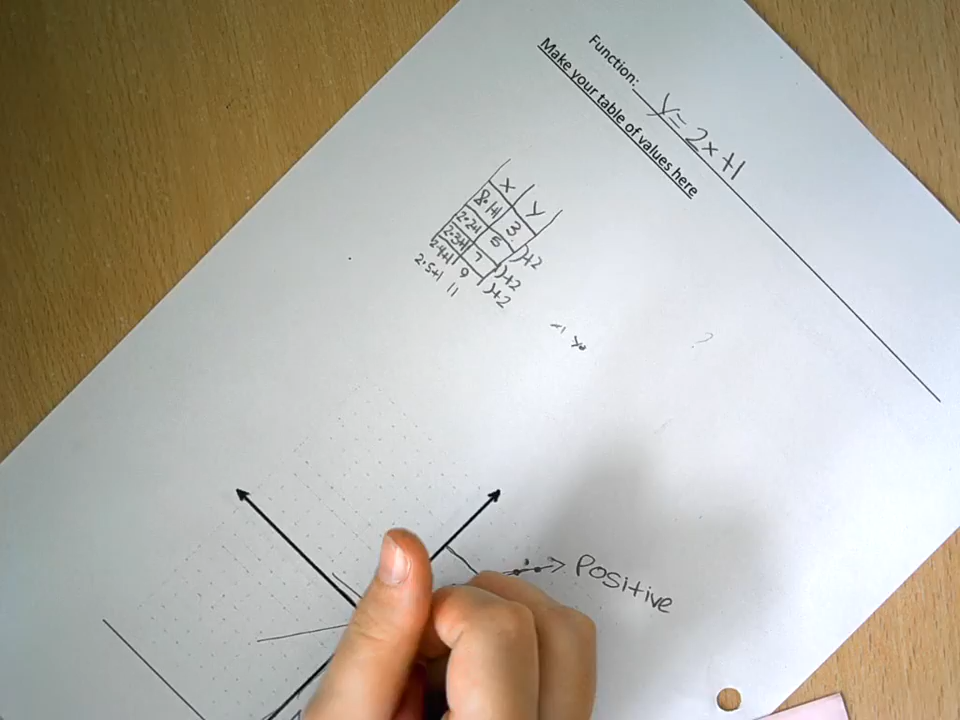 Function: y=2x+1
Make your table of values here
x y
2·1+1 3
2·2+1 5 )+2
2·3+1 7 )+2
2·4+1 9 )+2
2·5+1 11
Positive